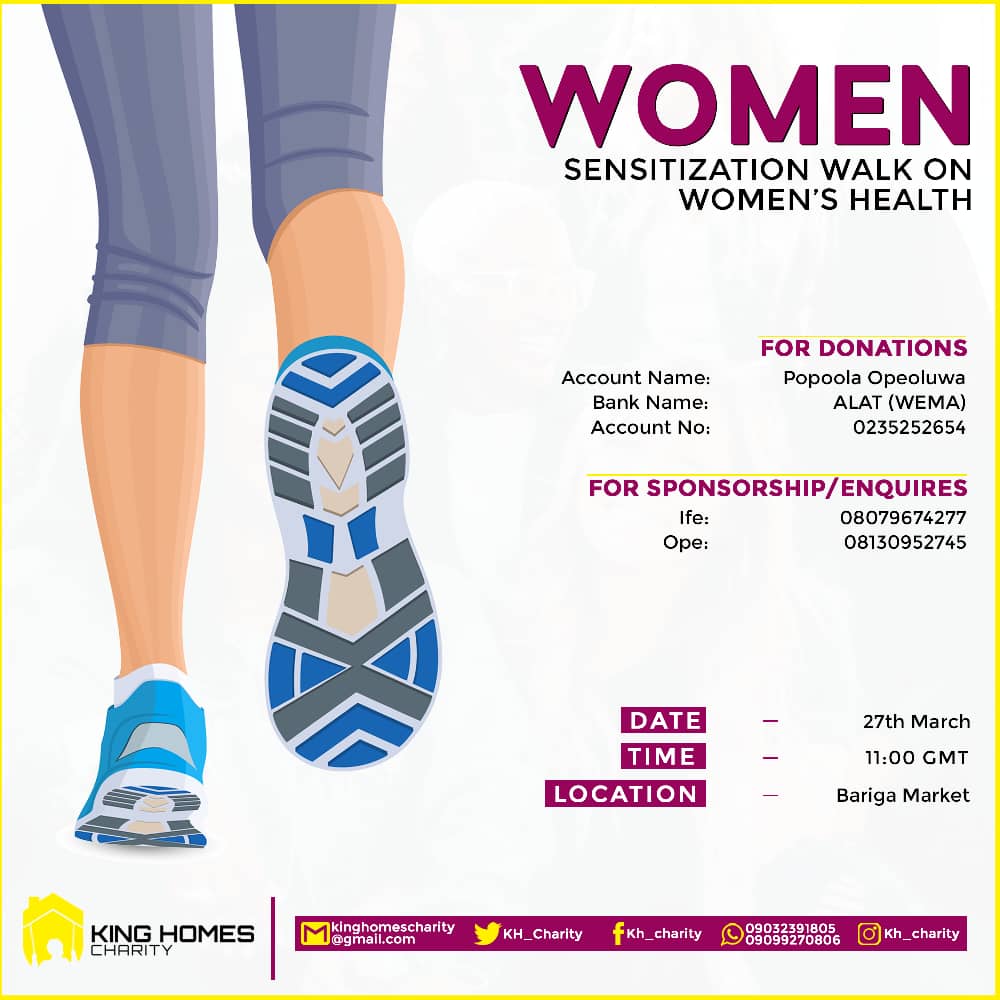 WOMEN
SENSITIZATION WALK ON
WOMEN'S HEALTH
FOR DONATIONS
Account Name: Popoola Opeoluwa
Bank Name: ALAT (WEMA)
Account No: 0235252654
FOR SPONSORSHIP/ENQUIRES
Ife: 08079674277
Ope: 08130952745
DATE – 27th March
TIME – 11:00 GMT
LOCATION – Bariga Market
KING HOMES
CHARITY
kinghomescharity
@gmail.com
KH_Charity
Kh_charity
09032391805
09099270806
Kh_charity